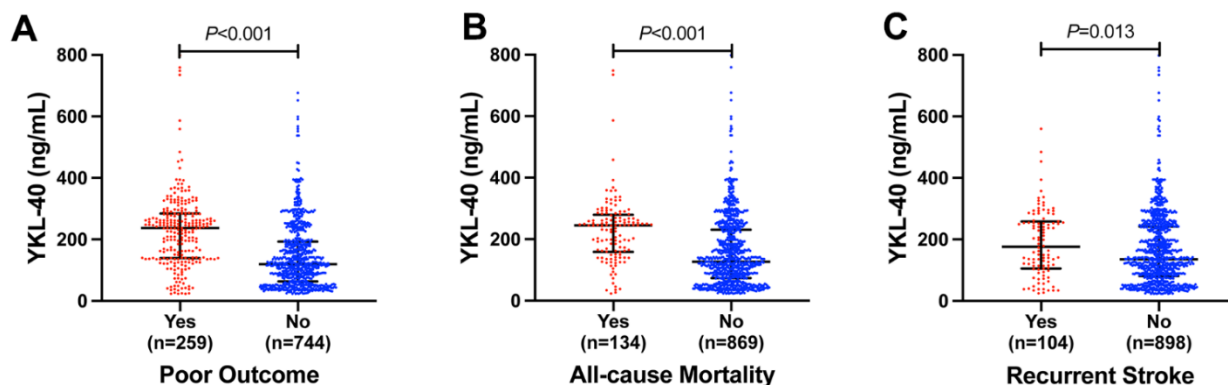 A
P<0.001
800
600
400
200
0
YKL-40 (ng/mL)
Yes
No
(n=259)
(n=744)
Poor Outcome
B
P<0.001
800
600
400
200
0
YKL-40 (ng/mL)
Yes
No
(n=134)
(n=869)
All-cause Mortality
C
P=0.013
800
600
400
200
0
YKL-40 (ng/mL)
Yes
No
(n=104)
(n=898)
Recurrent Stroke